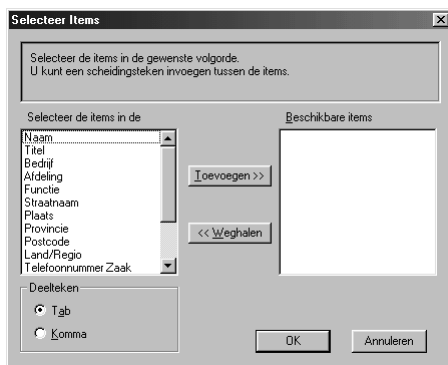 Selecteer Items
Selecteer de items in de gewenste volgorde.
U kunt een scheidingsteken invoegen tussen de items.
Selecteer de items in de
Beschikbare items
Naam
Titel
Bedrijf
Afdeling
Functie
Straatnaam
Plaats
Provincie
Postcode
Land/Regio
Telefoonnummer Zaak
Toevoegen >>
<< Weghalen
Deelteken
Tab
Komma
OK
Annuleren